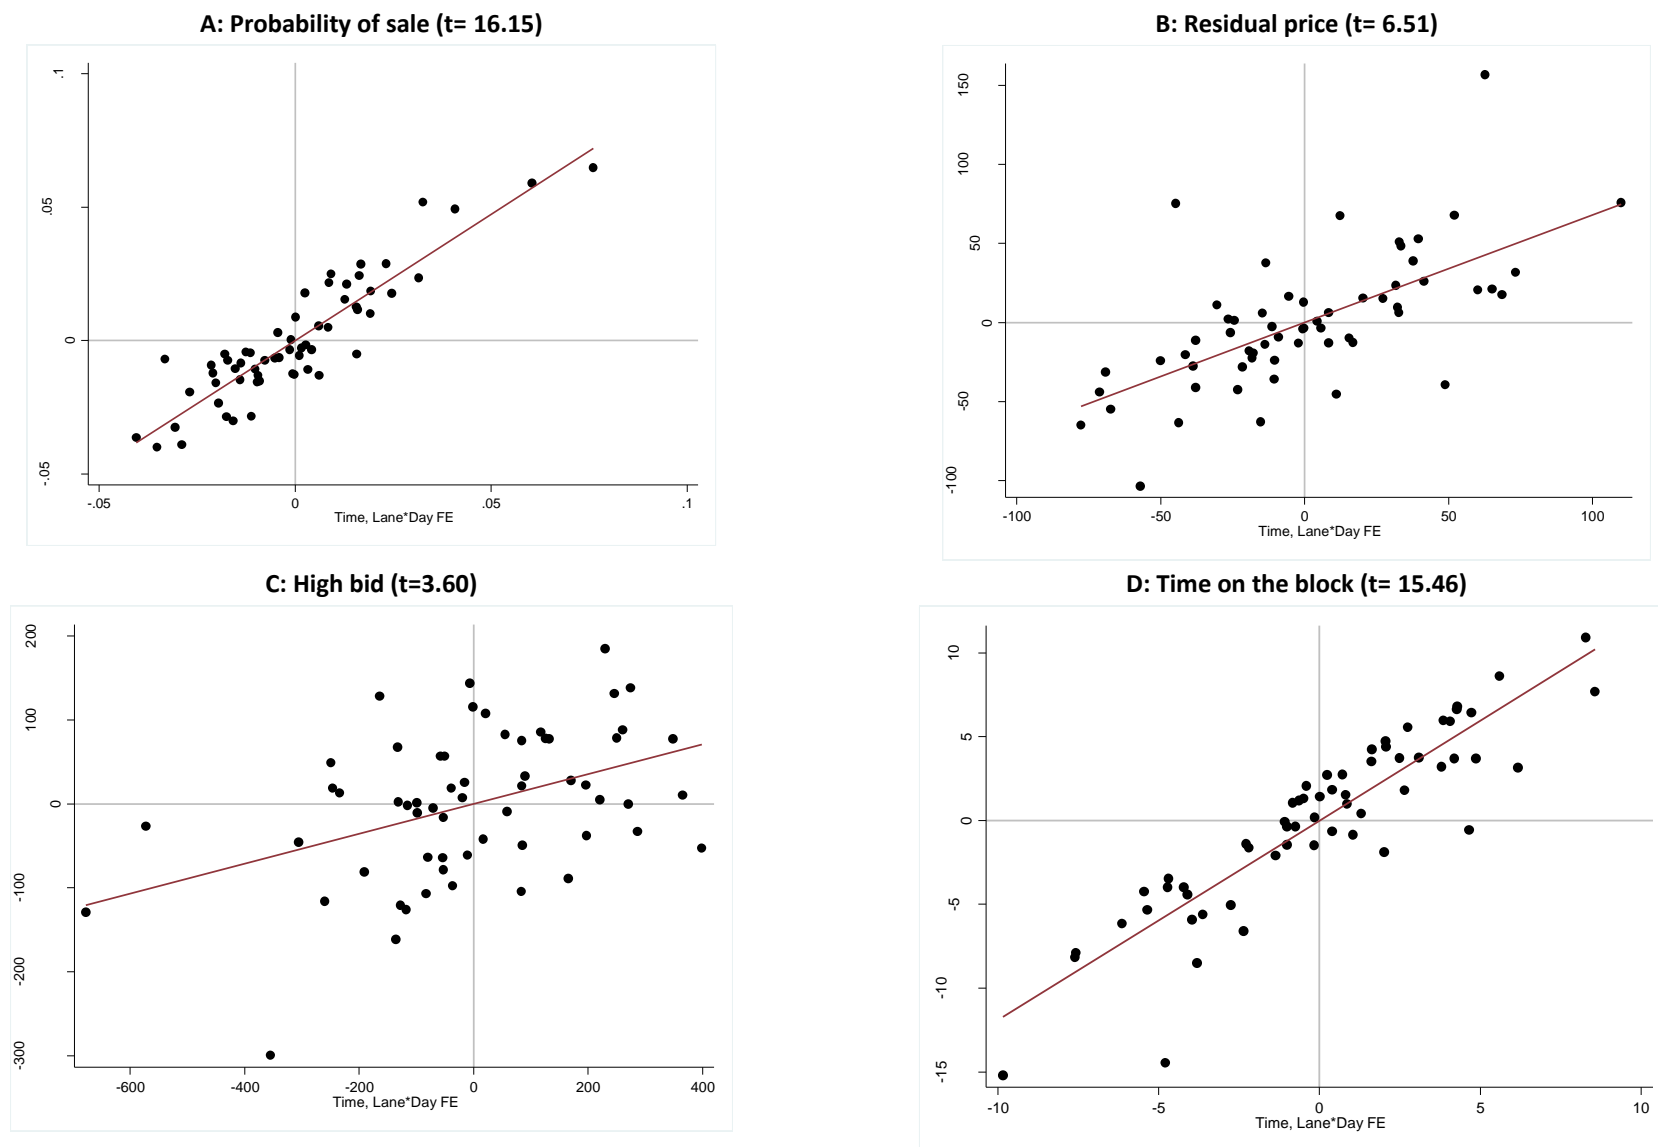 A: Probability of sale (t= 16.15)
.1
.05
0
-.05
-.05 0 .05 .1
Time, Lane*Day FE
B: Residual price (t= 6.51)
150
100
50
0
-50
-100
-100 -50 0 50 100
Time, Lane*Day FE
C: High bid (t=3.60)
200
100
0
-100
-200
-300
-600 -400 -200 0 200 400
Time, Lane*Day FE
D: Time on the block (t= 15.46)
10
5
0
-5
-10
-15
-10 -5 0 5 10
Time, Lane*Day FE